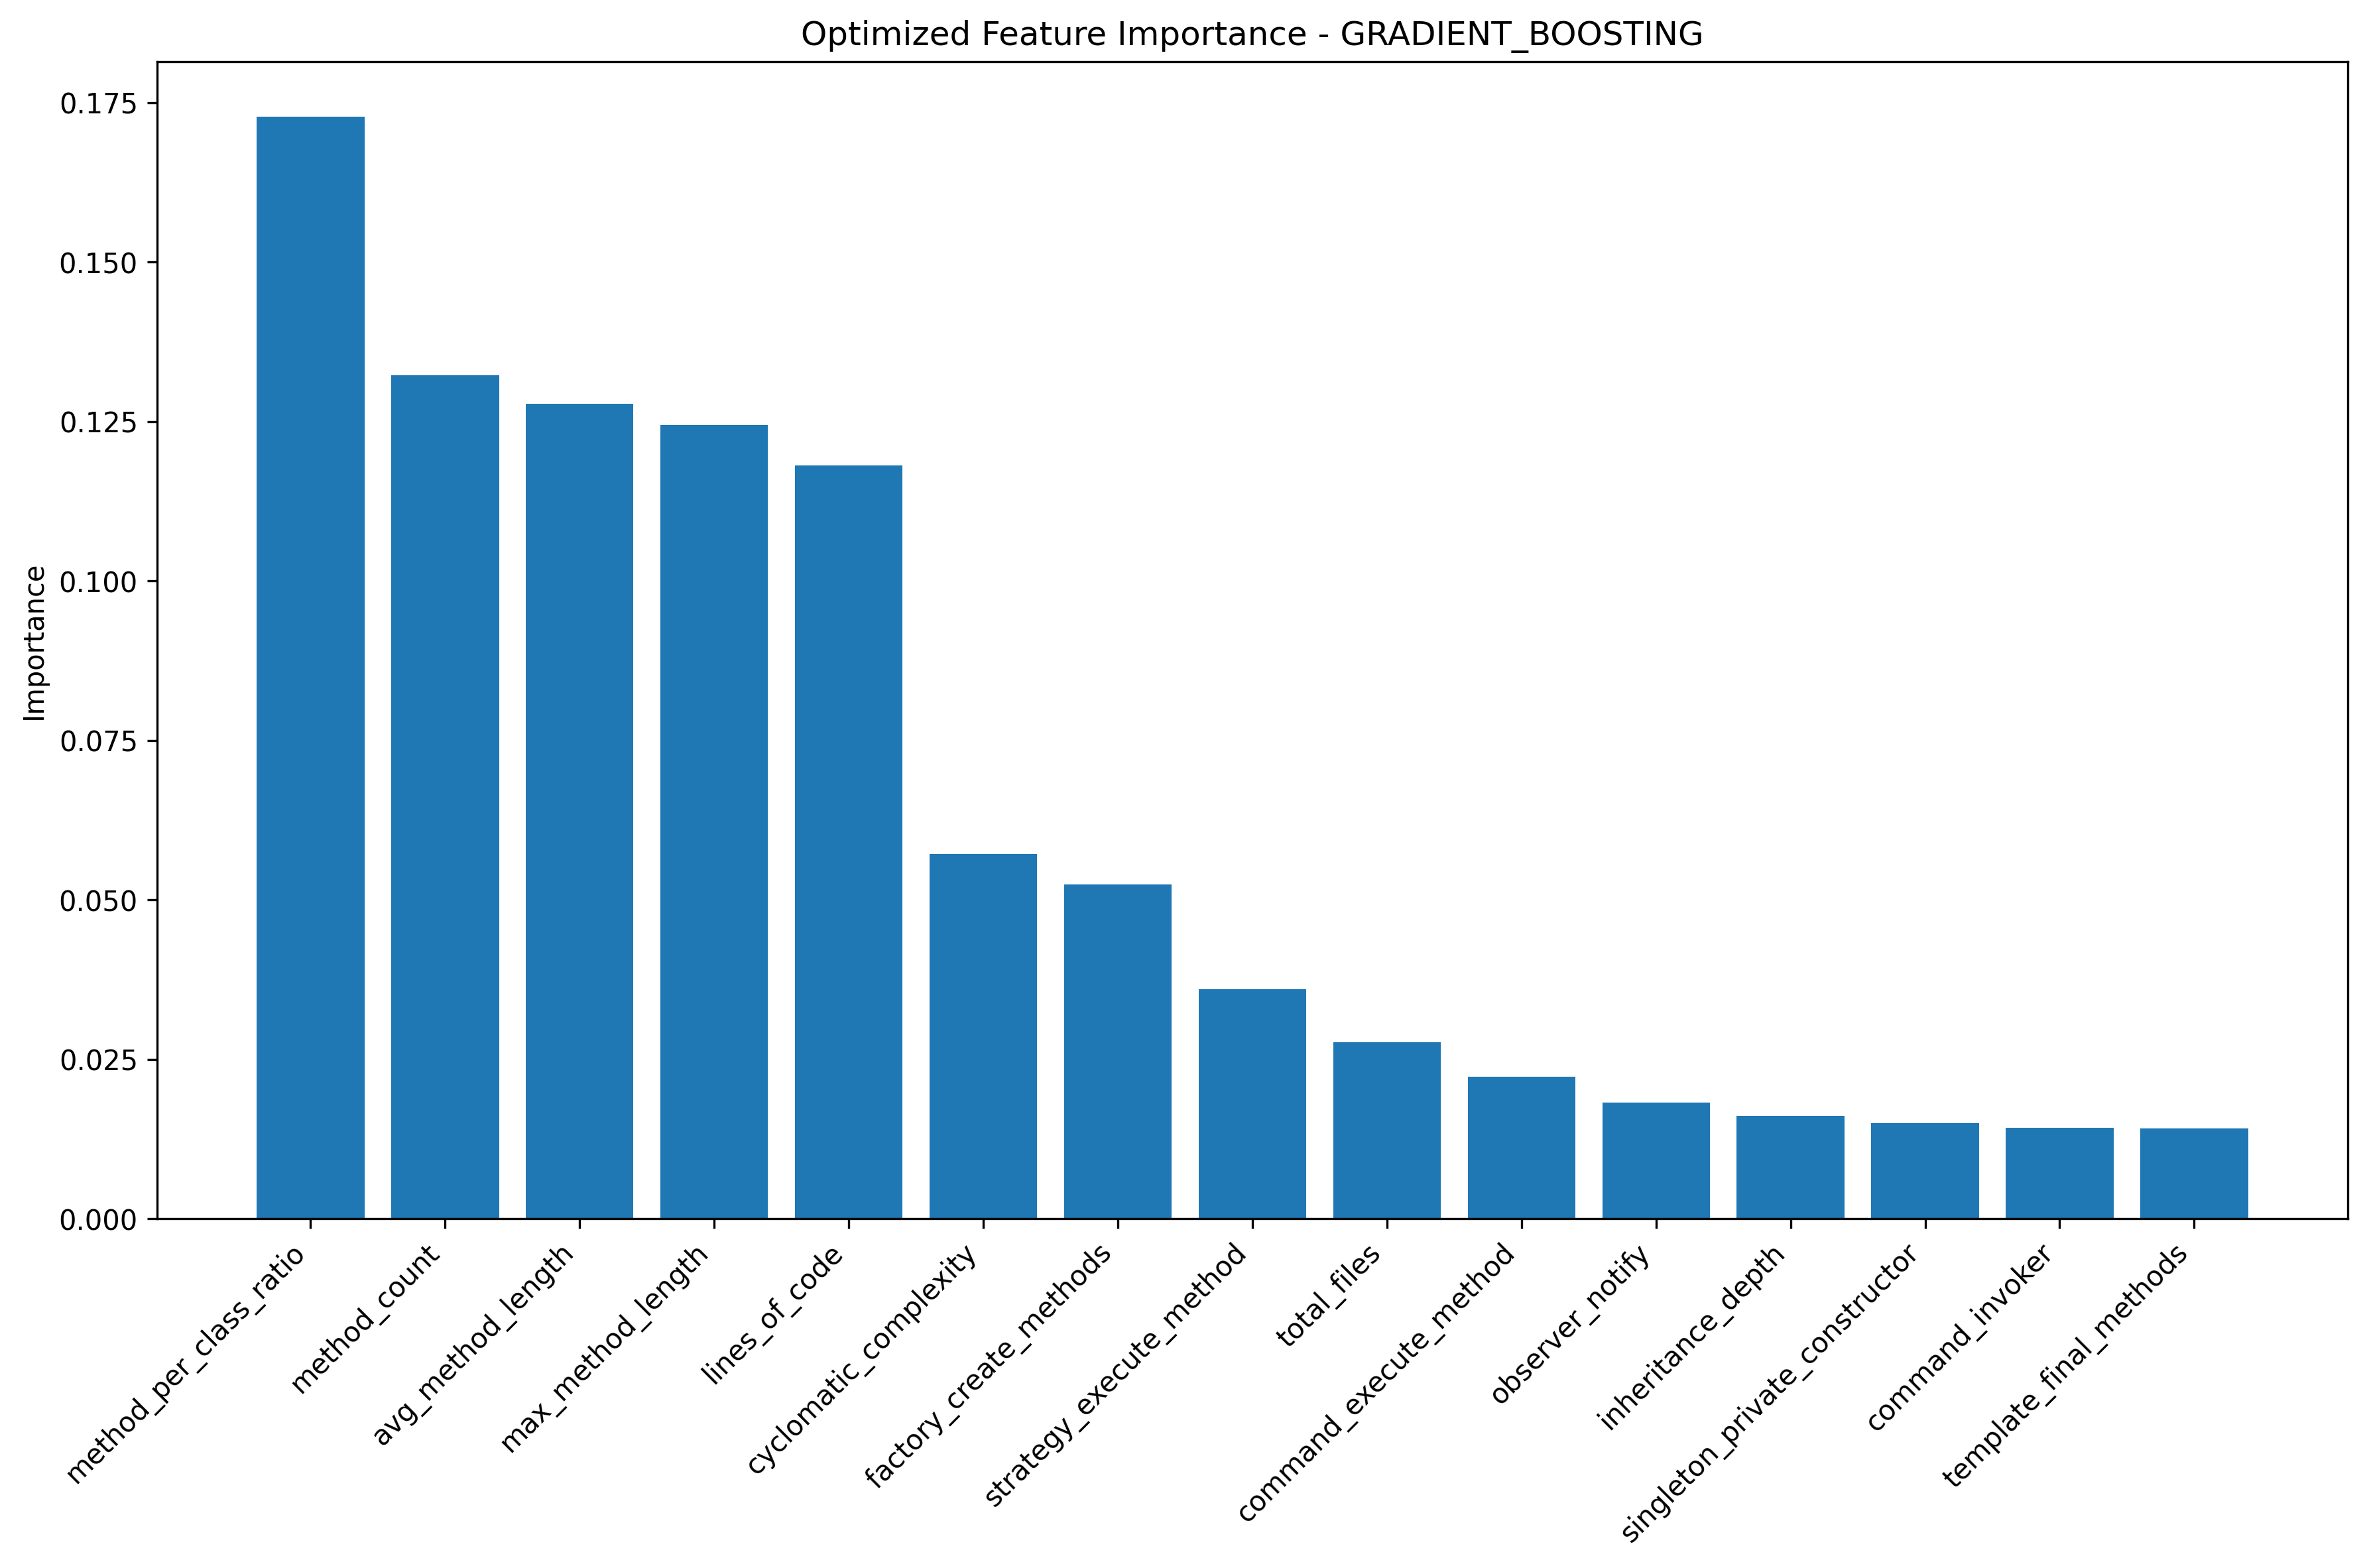 Optimized Feature Importance - GRADIENT_BOOSTING
Importance
0.175
0.150
0.125
0.100
0.075
0.050
0.025
0.000
method_per_class_ratio
method_count
avg_method_length
max_method_length
lines_of_code
cyclomatic_complexity
factory_create_methods
strategy_execute_method
total_files
command_execute_method
observer_notify
inheritance_depth
singleton_private_constructor
command_invoker
template_final_methods